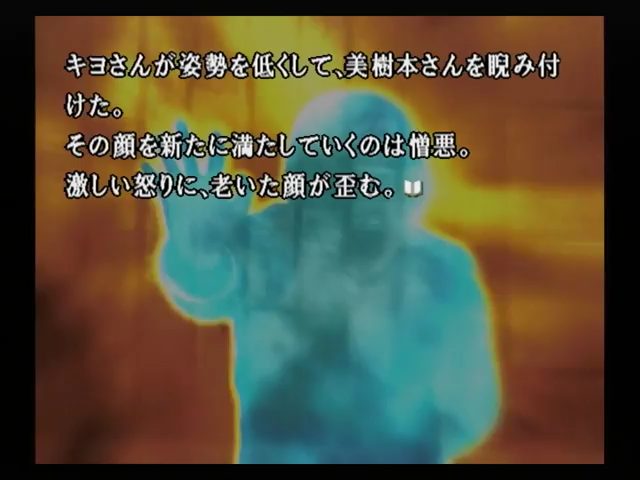 キヨさんが姿勢を低くして、美樹本さんを睨み付
けた。
その顔を新たに満たしていくのは憎悪。
激しい怒りに、老いた顔が歪む。